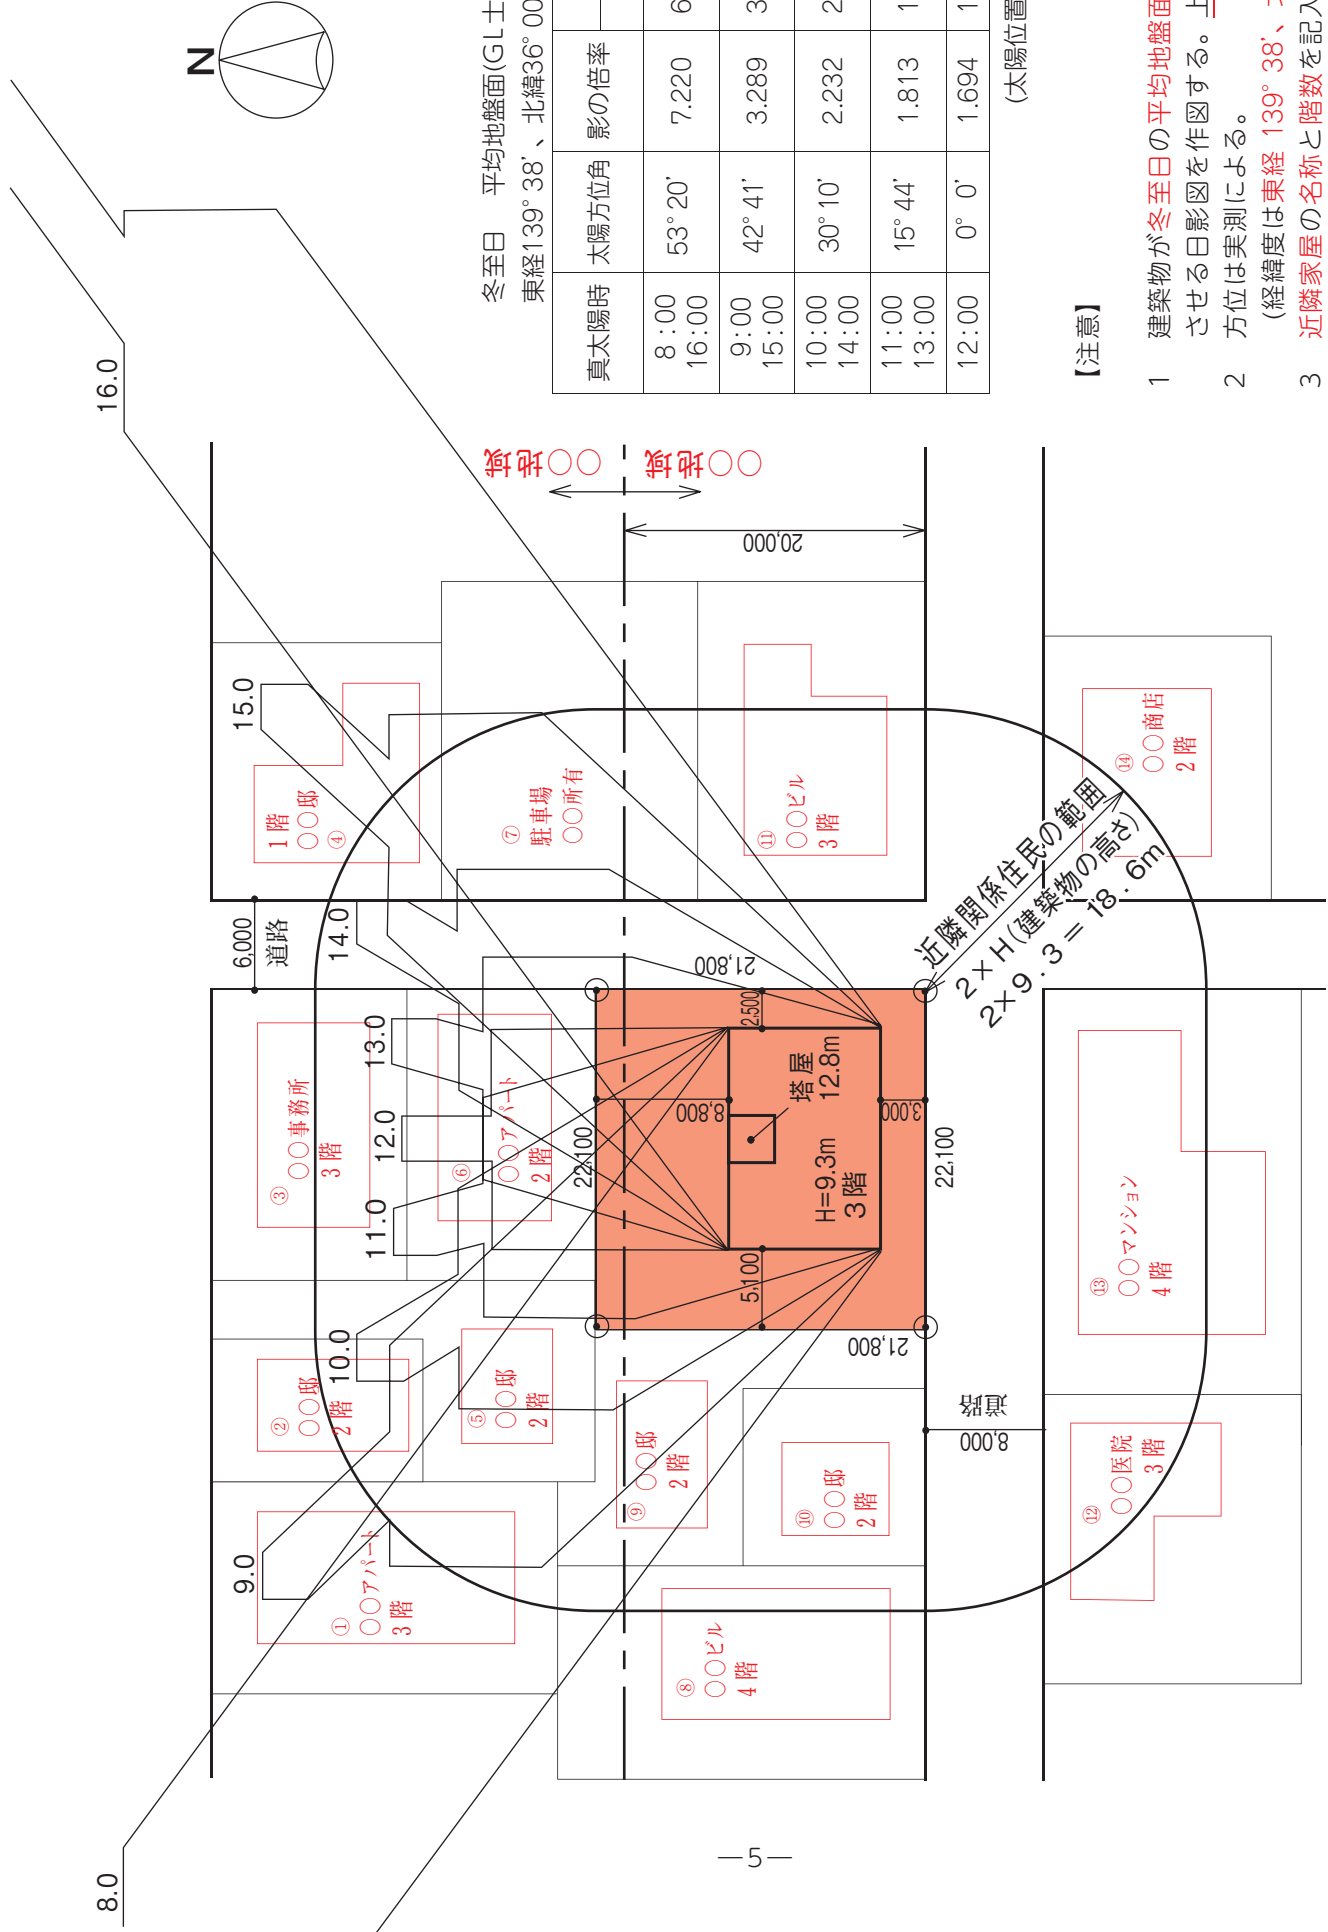 N
冬至日　平均地盤面(GL±
東経139°38’、北緯36°00
真太陽時 太陽方位角 影の倍率
8:00 16:00 53°20’ 7.220 6
9:00 15:00 42°41’ 3.289 3
10:00 14:00 30°10’ 2.232 2
11:00 13:00 15°44’ 1.813 1
12:00 0°0’ 1.694 1
(太陽位置
【注意】
1　建築物が冬至日の平均地盤面
させる日影図を作図する。上
2　方位は実測による。
(経緯度は東経 139°38’、
3　近隣家屋の名称と階数を記入
8.0
9.0
10.0
11.0
12.0
13.0
14.0
15.0
16.0
① ○○アパート
3階
② ○○邸
2階
③ ○○事務所
3階
1階
○○邸
④
⑤ ○○邸
2階
⑥ ○○アパート
2階
⑦ 駐車場
○○所有
⑧ ○○ビル
4階
⑨ ○○邸
2階
⑩ ○○邸
2階
⑪ ○○ビル
3階
⑫ ○○医院
3階
⑬ ○○マンション
4階
⑭ ○○商店
2階
6,000
道路
道路
8,000
○○地域
○○地域
20,000
22,100
22,100
21,800
21,800
8,800
2,500
3,000
5,100
塔屋
12.8m
H=9.3m
3階
近隣関係住民の範囲
2×H(建築物の高さ)
2×9.3=18.6m
—5—